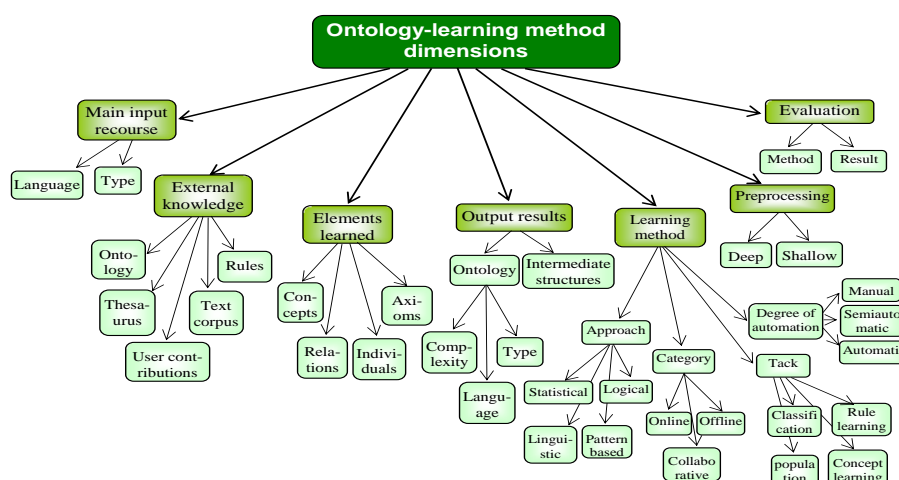 Ontology-learning method
dimensions
Main input
recourse
Evaluation
Language
Type
Method
Result
External
knowledge
Preprocessing
Elements
learned
Output results
Learning
method
Deep
Shallow
Onto-
logy
Rules
Ontology
Intermediate
structures
Thesa-
urus
Text
corpus
Con-
cepts
Axi-
oms
Manual
Degree of
automation
Semiauto
matic
Automati
User cont-
ributions
Rela-
tions
Individ-
uals
Comp-
lexity
Type
Approach
Category
Tack
Langu-
age
Statistical
Logical
Online
Offline
Classifi
cation
Rule
learning
Lingui-
stic
Pattern
based
Collabo
rative
popula
tion
Concept
learning